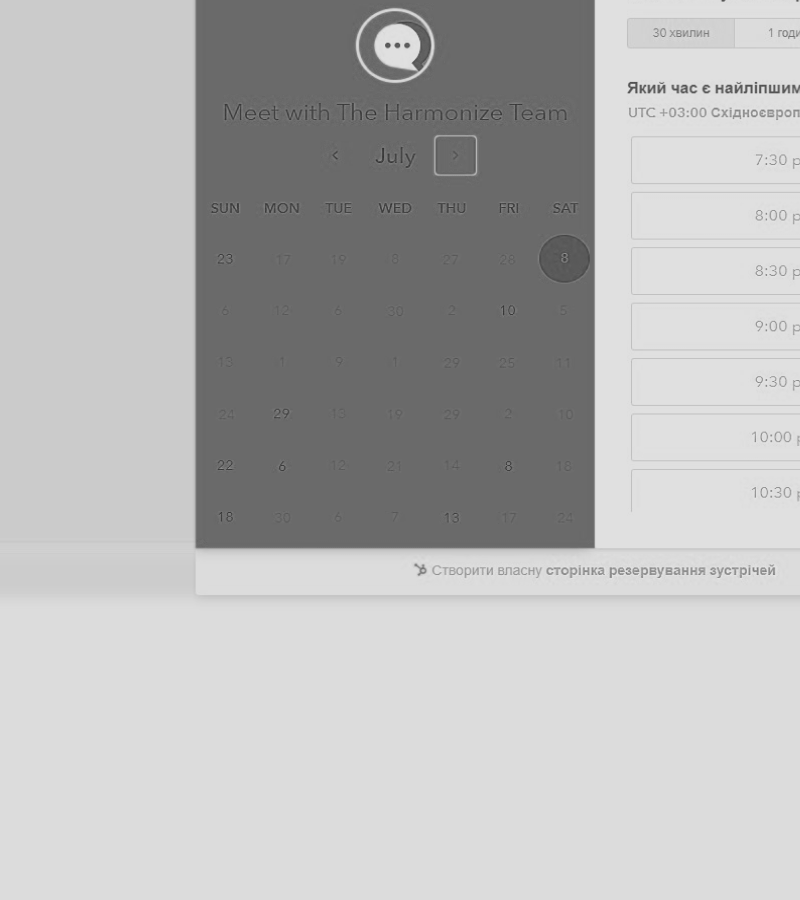 30 хвилин 1 годи
Meet with The Harmonize Team
Який час є найліпшим
UTC +03:00 Східноєвроп
July
7:30 p
SUN MON TUE WED THU FRI SAT
8:00 p
23 17 19 8 27 28 8
8:30 p
6 12 6 30 2 10 5
9:00 p
13 1 9 1 29 25 11
9:30 p
24 29 13 19 29 2 10
10:00 p
22 6 12 21 14 8 18
10:30 p
18 30 6 7 13 17 24
Створити власну сторінка резервування зустрічей